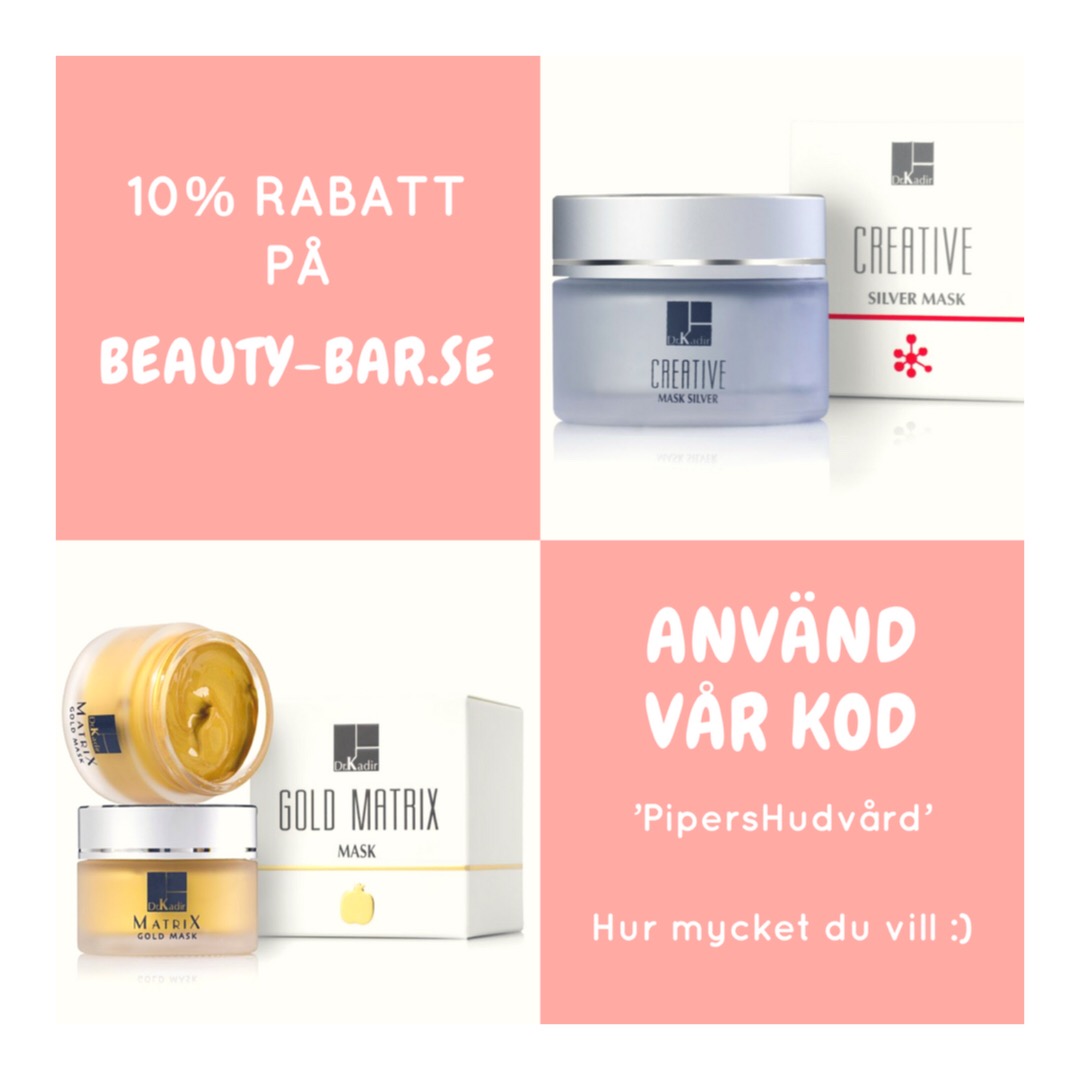 10% RABATT
PÅ
BEAUTY-BAR.SE
Dr.Kadir
CREATIVE
SILVER MASK
Dr.Kadir
CREATIVE
MASK SILVER
Dr.Kadir
MATRIX
GOLD MASK
Dr.Kadir
GOLD MATRIX
MASK
Dr.Kadir
MATRIX
GOLD MASK
ANVÄND
VÅR KOD
’PipersHudvård’
Hur mycket du vill :)